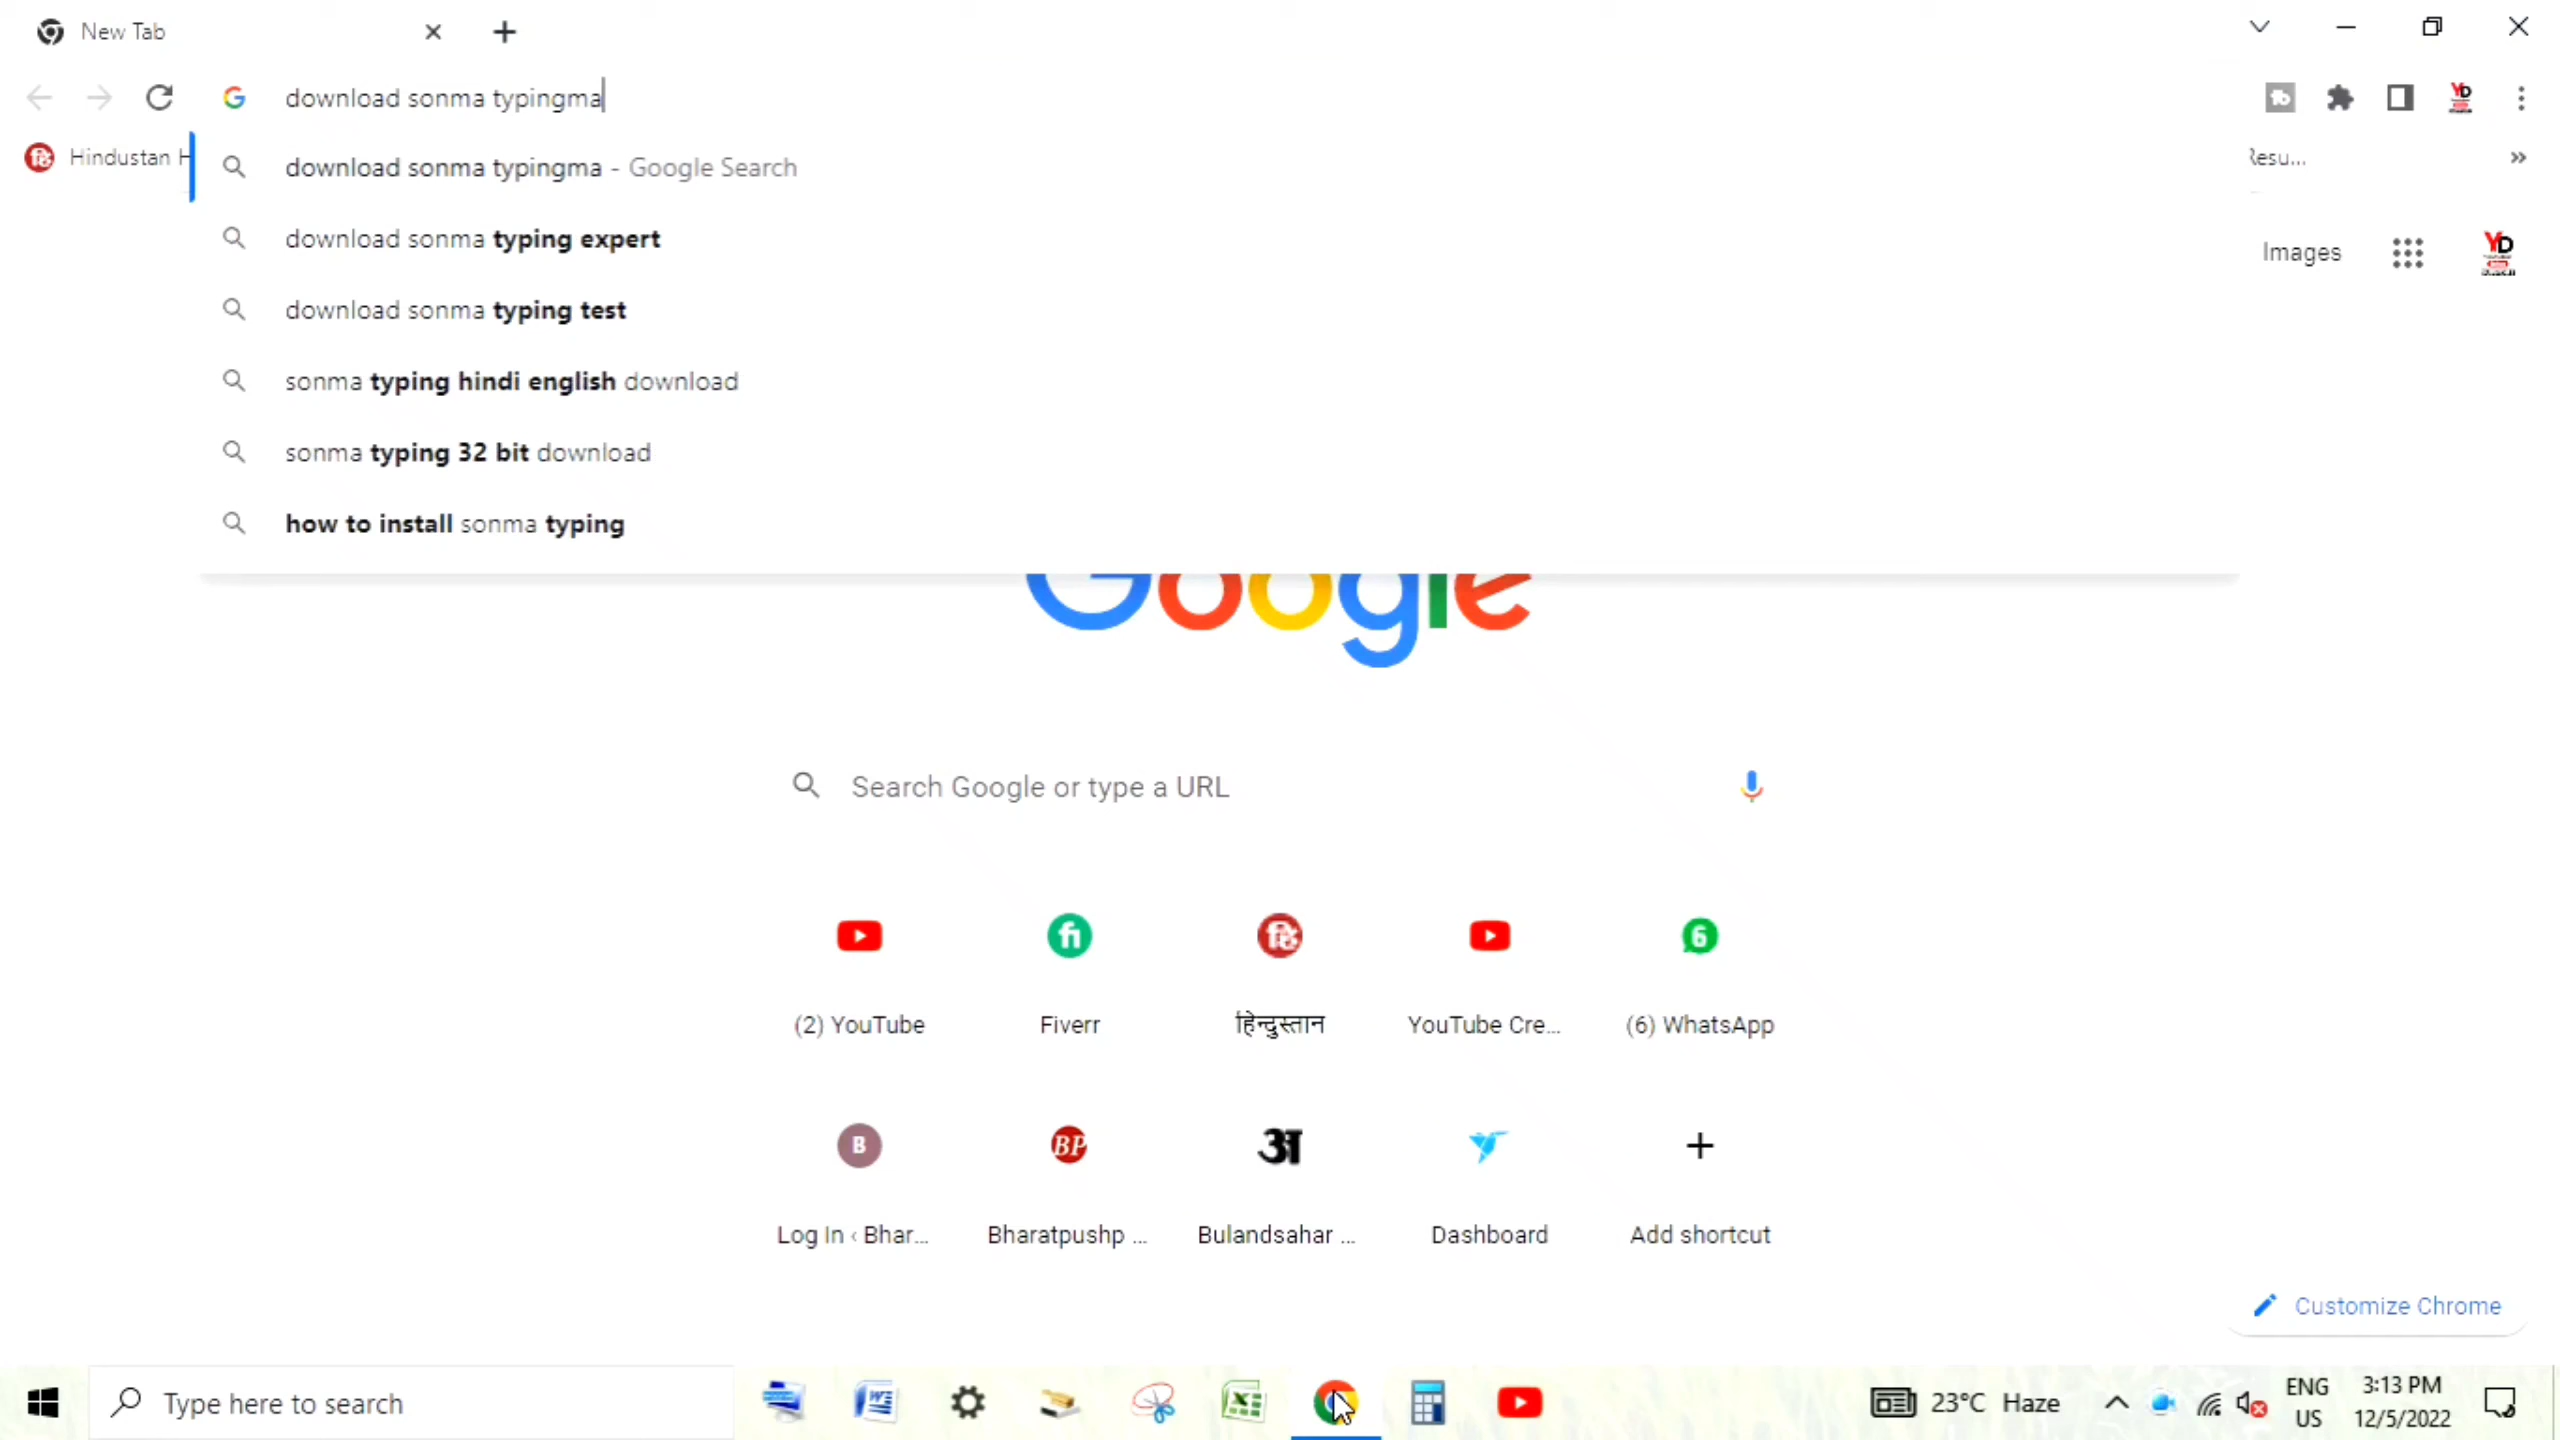 New Tab
download sonma typingma
Hindustan H
download sonma typingma - Google Search
Resu...
download sonma typing expert
Images
download sonma typing test
sonma typing hindi english download
sonma typing 32 bit download
how to install sonma typing
Google
Search Google or type a URL
(2) YouTube
Fiverr
हिन्दुस्तान
YouTube Cre...
(6) WhatsApp
B
BP
अ
Log In ‹ Bhar...
Bharatpushp ...
Bulandsahar ...
Dashboard
Add shortcut
Customize Chrome
Type here to search
23°C Haze
ENG
US
3:13 PM
12/5/2022